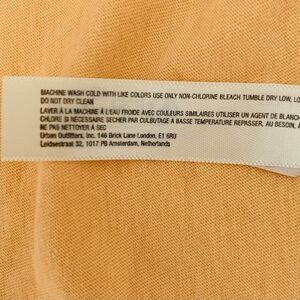 MACHINE WASH COLD WITH LIKE COLORS USE ONLY NON-CHLORINE BLEACH TUMBLE DRY LOW,
DO NOT DRY CLEAN
LAVER À LA MACHINE À L'EAU FROIDE AVEC COULEURS SIMILAIRES UTILISER UN AGENT DE
CHLORE SI NÉCESSAIRE SECHER PAR CULBUTAGE À BASSE TEMPERATURE REPASSER, AU BESOIN, À
NE PAS NETTOYER À SEC
Urban Outfitters, Inc. 146 Brick Lane London, E1 6RU
Leidsestraat 32, 1017 PB Amsterdam, Netherlands